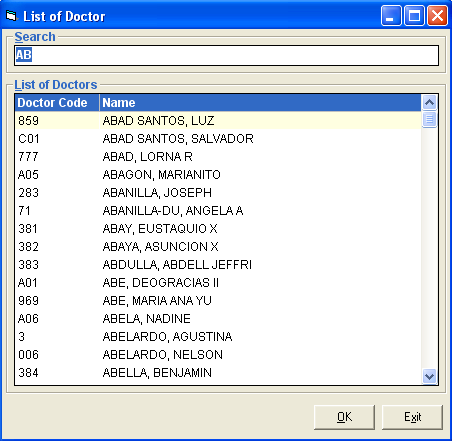 List of Doctor
Search
AB
List of Doctors
Doctor Code Name
859 ABAD SANTOS, LUZ
C01 ABAD SANTOS, SALVADOR
777 ABAD, LORNA R
A05 ABAGON, MARIANITO
283 ABANILLA, JOSEPH
71 ABANILLA-DU, ANGELA A
381 ABAY, EUSTAQUIO X
382 ABAYA, ASUNCION X
383 ABDULLA, ABDELL JEFFRI
A01 ABE, DEOGRACIAS II
969 ABE, MARIA ANA YU
A06 ABELA, NADINE
3 ABELARDO, AGUSTINA
006 ABELARDO, NELSON
384 ABELLA, BENJAMIN
OK Exit